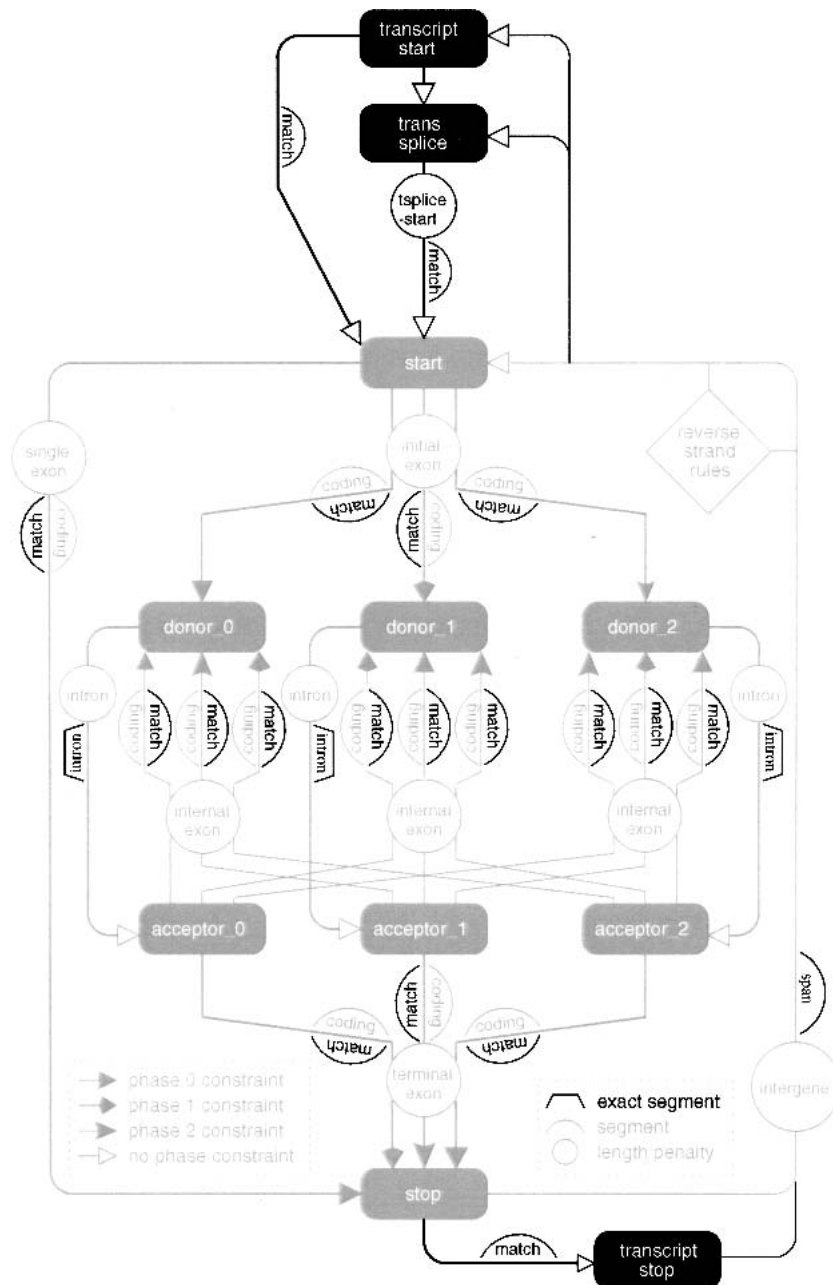 transcript
start
match
trans
splice
tsplice
-start
match
start
single
exon
initial
exon
reverse
strand
rules
coding
match
coding
match
match
coding
match
coding
donor_0
donor_1
donor_2
intron
coding
match
coding
match
coding
match
intron
coding
match
coding
match
coding
match
coding
match
coding
match
coding
match
intron
intron
intron
intron
internal
exon
internal
exon
internal
exon
acceptor_0
acceptor_1
acceptor_2
match
coding
span
coding
match
coding
match
terminal
exon
phase 0 constraint
phase 1 constraint
phase 2 constraint
no phase constraint
exact segment
segment
length penalty
intergene
stop
match
transcript
stop